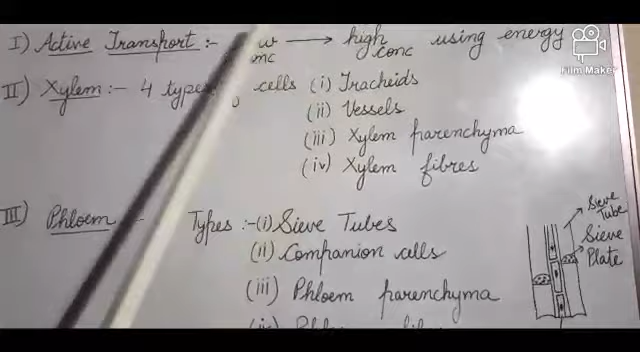 I) Active Transport :- w → high conc using energy
mc
II) Xylem :- 4 types cells (i) Tracheids
(ii) Vessels
(iii) Xylem parenchyma
(iv) Xylem fibres
III) Phloem :- Types :- (i) Sieve Tubes
(ii) Companion cells
(iii) Phloem parenchyma
Sieve Tube
Sieve Plate
Film Maker